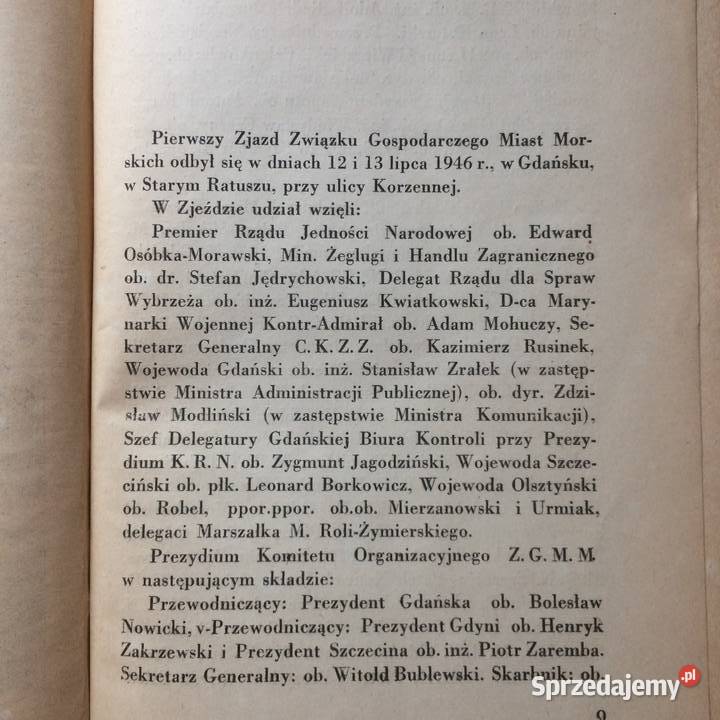 Pierwszy Zjazd Związku Gospodarczego Miast Mor-
skich odbył się w dniach 12 i 13 lipca 1946 r., w Gdańsku,
w Starym Ratuszu, przy ulicy Korzennej.
W Zjeździe udział wzięli:
Premier Rządu Jedności Narodowej ob. Edward
Osóbka-Morawski, Min. Żeglugi i Handlu Zagranicznego
ob. dr. Stefan Jędrychowski, Delegat Rządu dla Spraw
Wybrzeża ob. inż. Eugeniusz Kwiatkowski, D-ca Mary-
narki Wojennej Kontr-Admirał ob. Adam Mohuczy, Se-
kretarz Generalny C. K. Z. Z. ob. Kazimierz Rusinek,
Wojewoda Gdański ob. inż. Stanisław Zrałek (w zastęp-
stwie Ministra Administracji Publicznej), ob. dyr. Zdzi-
sław Modliński (w zastępstwie Ministra Komunikacji),
Szef Delegatury Gdańskiej Biura Kontroli przy Prezy-
dium K. R. N. ob. Zygmunt Jagodziński, Wojewoda Szcze-
ciński ob. płk. Leonard Borkowicz, Wojewoda Olsztyński
ob. Robel, ppor.ppor. ob.ob. Mierzanowski i Urmiak,
delegaci Marszałka M. Roli-Żymierskiego.
Prezydium Komitetu Organizacyjnego Z. G. M. M.
w następującym składzie:
Przewodniczący: Prezydent Gdańska ob. Bolesław
Nowicki, v-Przewodniczący: Prezydent Gdyni ob. Henryk
Zakrzewski i Prezydent Szczecina ob. inż. Piotr Zaremba.
Sekretarz Generalny: ob. Witold Bublewski. Skarbnik: ob.
9
Sprzedajemy.pl